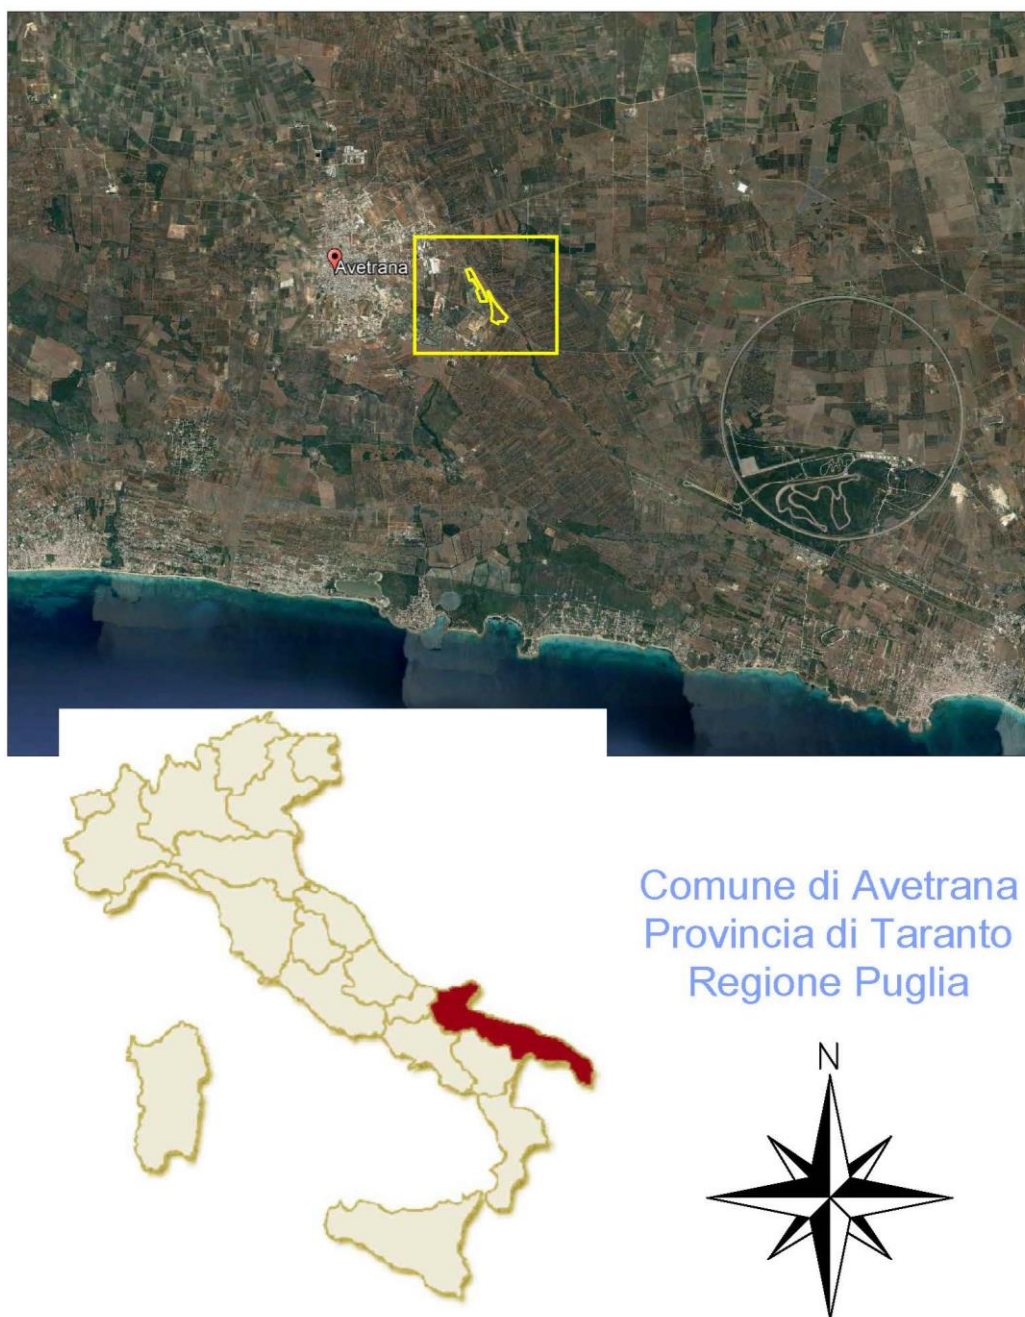 Avetrana
Comune di Avetrana
Provincia di Taranto
Regione Puglia
N